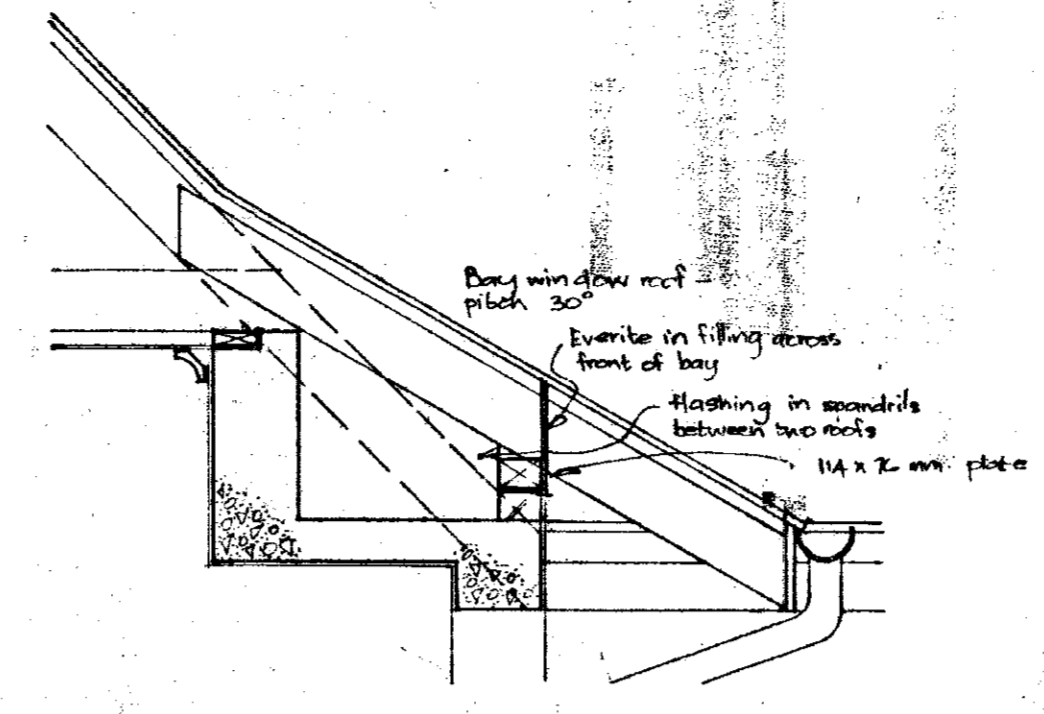 Bay window roof –
pitch 30°
Everite in filling across
front of bay
flashing in spandrils
between two roofs
114 x 76 mm. plate